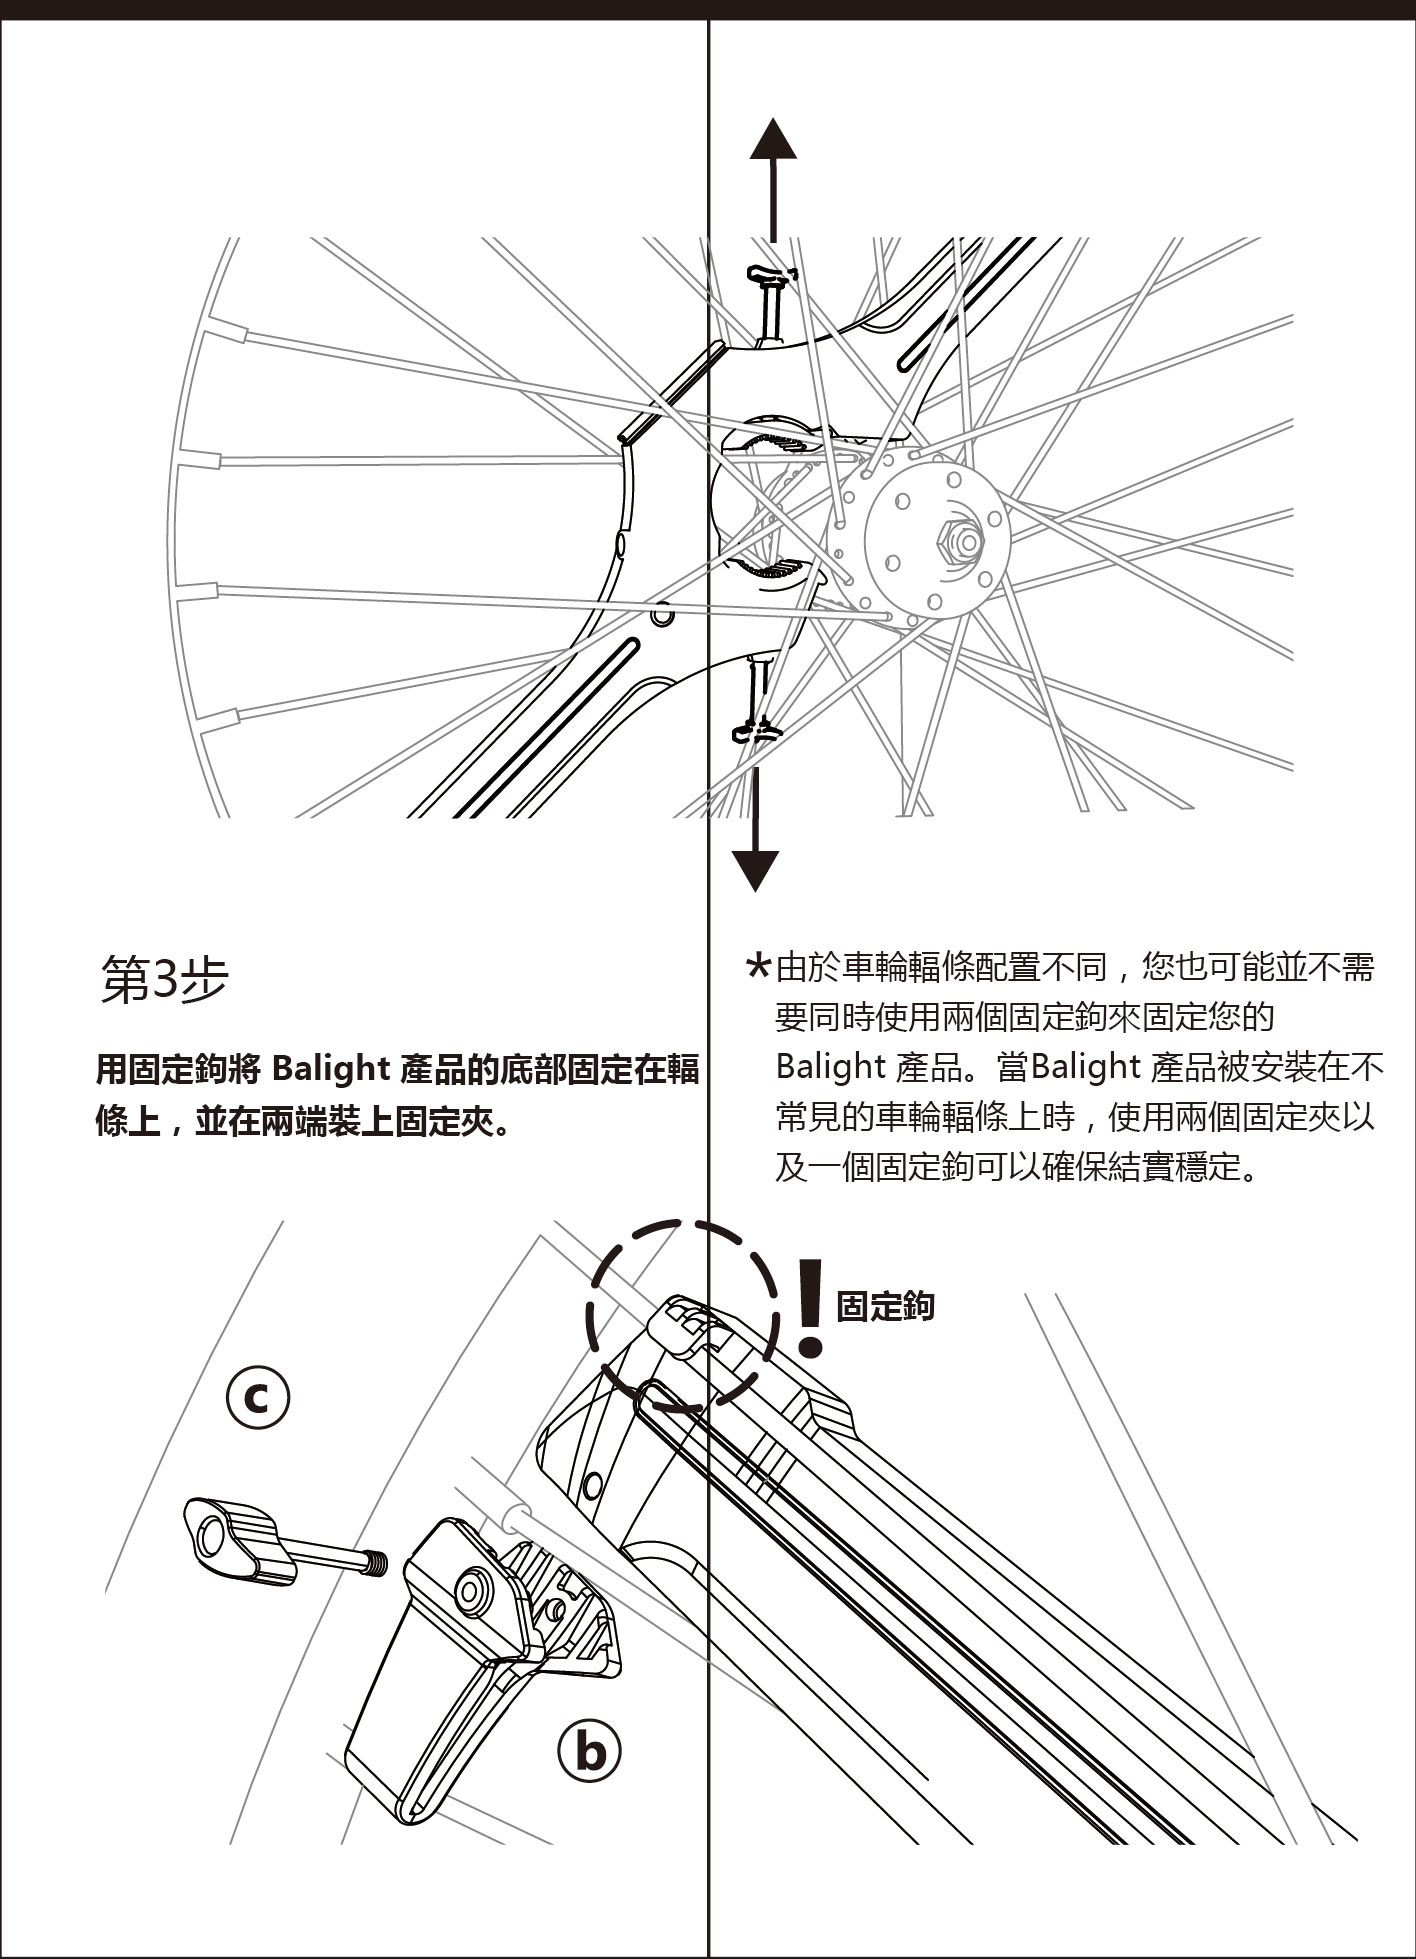 第3步
用固定鉤將 Balight 產品的底部固定在輻
條上，並在兩端裝上固定夾。
*由於車輪輻條配置不同，您也可能並不需
要同時使用兩個固定鉤來固定您的
Balight 產品。當Balight 產品被安裝在不
常見的車輪輻條上時，使用兩個固定夾以
及一個固定鉤可以確保結實穩定。
! 固定鉤
c
b